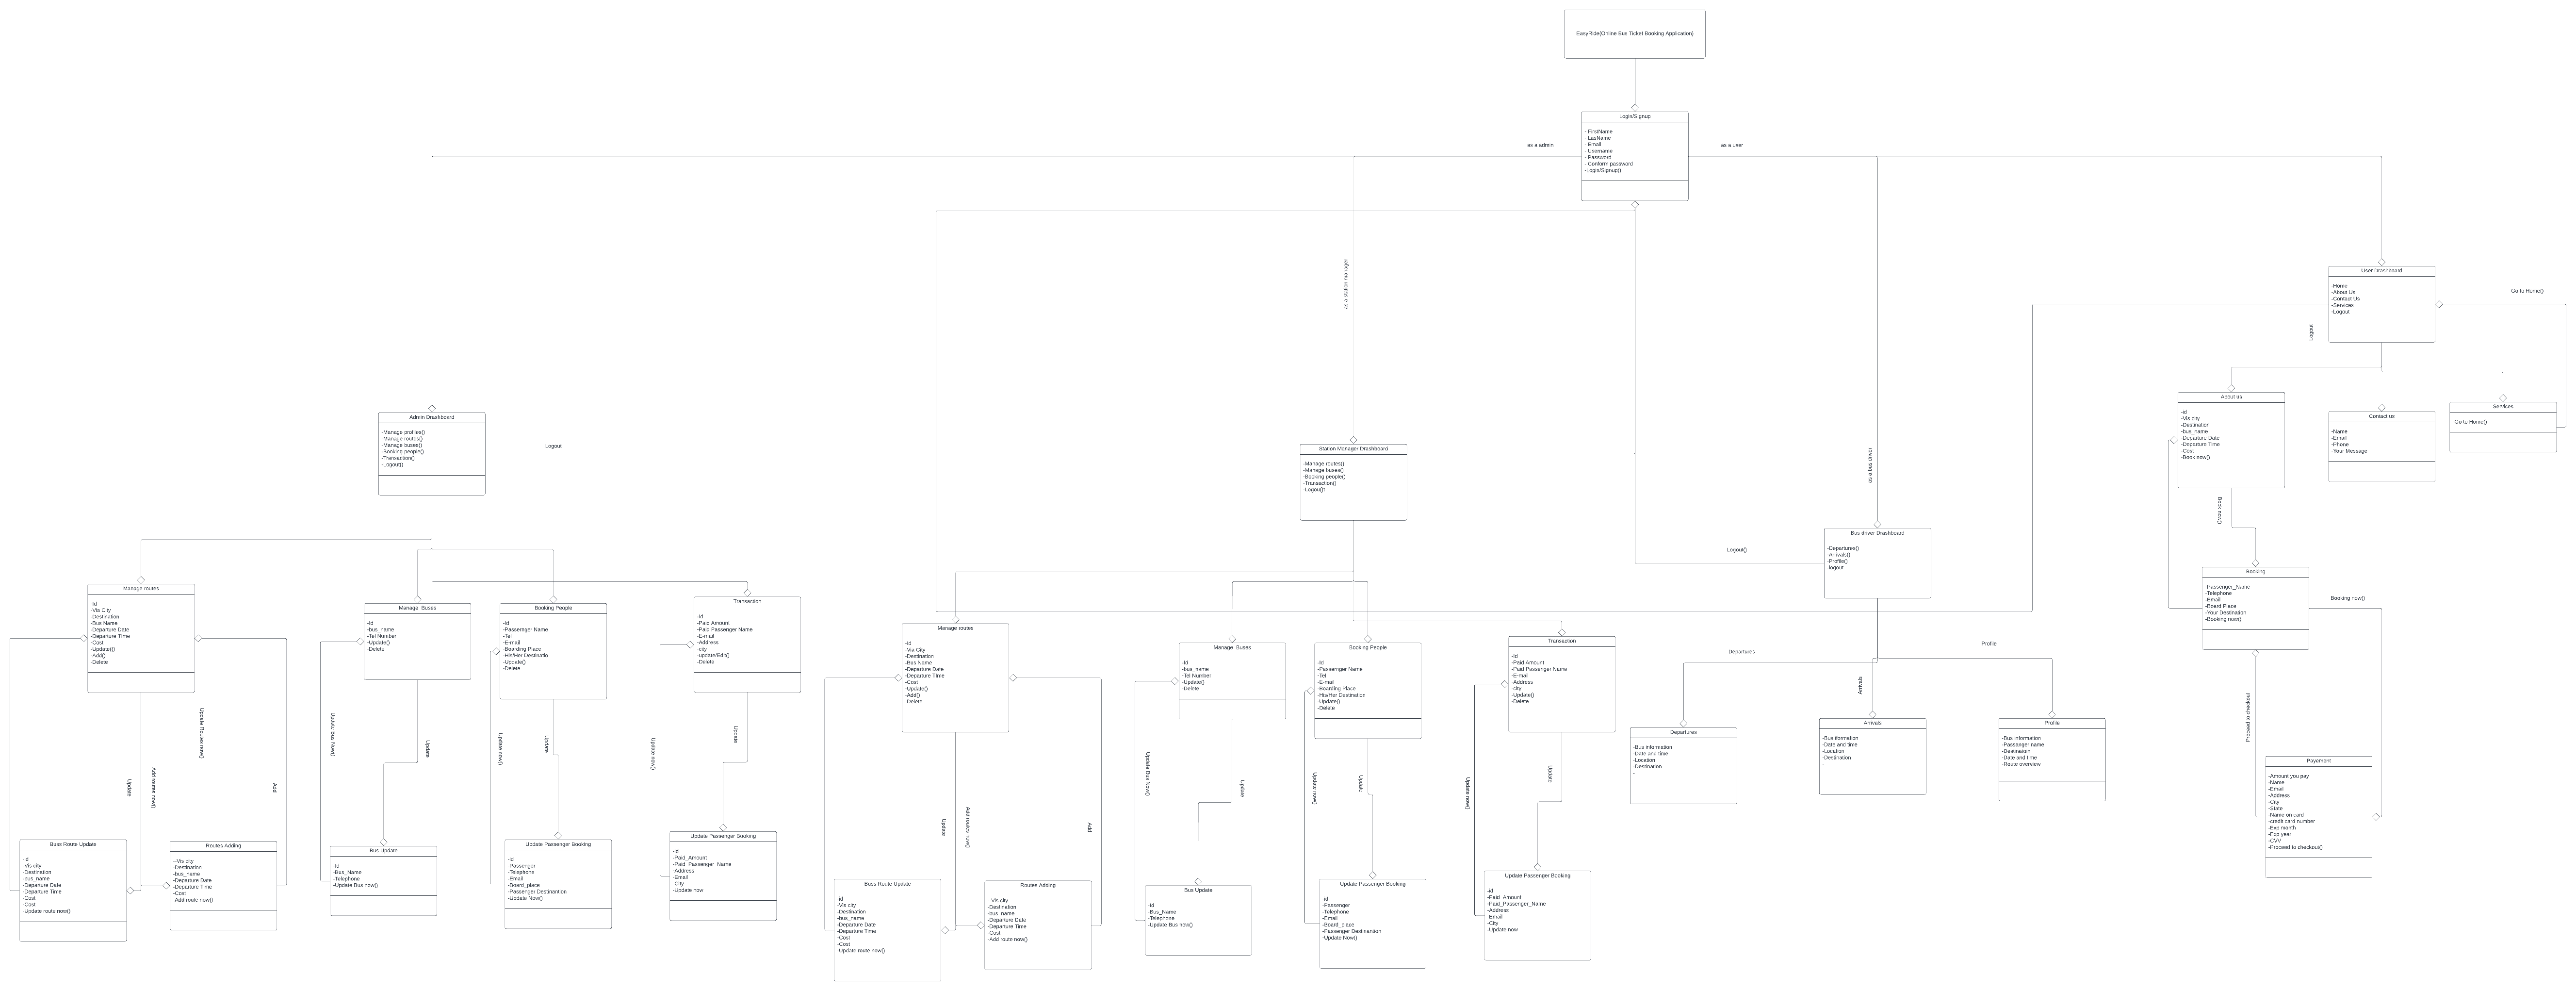 EasyRide(Online Bus Ticket Booking Application)
Login/Signup
- FirstName
- LasName
- Email
- Username
- Password
- Conform password
-Login/Signup()
as a admin
as a user
as a station manager
as a bus driver
User Drashboard
-Home
-About Us
-Contact Us
-Services
-Logout
Go to Home()
Logout
About us
-id
-Vis city
-Destination
-bus_name
-Departure Date
-Departure Time
-Cost
-Book now()
Contact us
-Name
-Email
-Phone
-Your Message
Services
-Go to Home()
Book now()
Booking
-Passenger_Name
-Telephone
-Email
-Board Place
-Your Destination
-Booking now()
Booking now()
Proceed to checkout
Payement
-Amount you pay
-Name
-Email
-Address
-City
-State
-Name on card
-credit card number
-Exp month
-Exp year
-CVV
-Proceed to checkout()
Admin Drashboard
-Manage profiles()
-Manage routes()
-Manage buses()
-Booking people()
-Transaction()
-Logout()
Logout
Station Manager Drashboard
-Manage routes()
-Manage buses()
-Booking people()
-Transaction()
-Logou()t
Bus driver Drashboard
-Departures()
-Arrivals()
-Profile()
-logout
Logout()
Departures
Arrivals
Profile
Departures
-Bus information
-Date and time
-Location
-Destination
-
Arrivals
-Bus iformation
-Date and time
-Location
-Destination
-
Profile
-Bus information
-Passanger name
-Destinatoin
-Date and time
-Route overview
Manage routes
-Id
-Vis City
-Destination
-Bus Name
-Departure Date
-Departure Time
-Cost
-Update(()
-Add()
-Delete
Manage  Buses
-Id
-bus_name
-Tel Number
-Update()
-Delete
Booking People
-Id
-Passernger Name
-Tel
-E-mail
-Boarding Place
-His/Her Destinatio
-Update()
-Delete
Transaction
-Id
-Paid Amount
-Paid Passenger Name
-E-mail
-Address
-city
-update/Edit()
-Delete
Update Routes now()
Update
Add routes now()
Add
Update Bus Now()
Update
Update now()
Update
Update now()
Update
Buss Route Update
-id
-Vis city
-Destination
-bus_name
-Departure Date
-Departure Time
-Cost
-Cost
-Update route now()
Routes Adding
--Vis city
-Destination
-bus_name
-Departure Date
-Departure Time
-Cost
-Add route now()
Bus Update
-Id
-Bus_Name
-Telephone
-Update Bus now()
Update Passenger Booking
-id
-Passenger
-Telephone
-Email
-Board_place
-Passenger Destinantion
-Update Now()
Update Passenger Booking
-id
-Paid_Amount
-Paid_Passenger_Name
-Address
-Email
-City
-Update now
Manage routes
-Id
-Via City
-Destination
-Bus Name
-Departure Date
-Departure Time
-Cost
-Update()
-Add()
-Delete
Manage  Buses
-Id
-bus_name
-Tel Number
-Update()
-Delete
Booking People
-Id
-Passernger Name
-Tel
-E-mail
-Boarding Place
-His/Her Destination
-Update()
-Delete
Transaction
-Id
-Paid Amount
-Paid Passenger Name
-E-mail
-Address
-city
-Update()
-Delete
Update
Add routes now()
Add
Update Bus Now()
Update
Update now()
Update
Update now()
Update
Buss Route Update
-id
-Vis city
-Destination
-bus_name
-Departure Date
-Departure Time
-Cost
-Cost
-Update route now()
Routes Adding
--Vis city
-Destination
-bus_name
-Departure Date
-Departure Time
-Cost
-Add route now()
Bus Update
-Id
-Bus_Name
-Telephone
-Update Bus now()
Update Passenger Booking
-id
-Passenger
-Telephone
-Email
-Board_place
-Passenger Destinantion
-Update Now()
Update Passenger Booking
-id
-Paid_Amount
-Paid_Passenger_Name
-Address
-Email
-City
-Update now